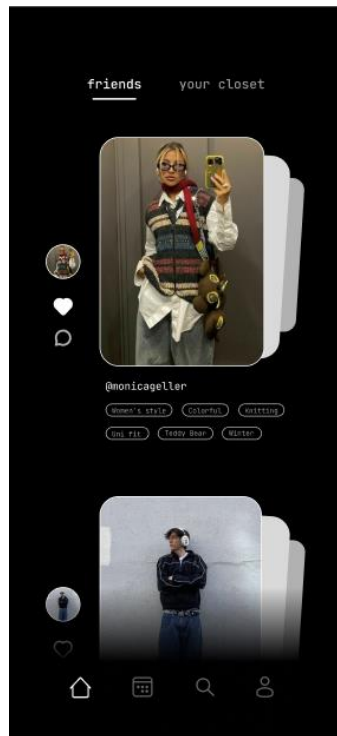 friends your closet
@monicageller
Women's style Colorful Knitting
Uni fit Teddy Bear Winter